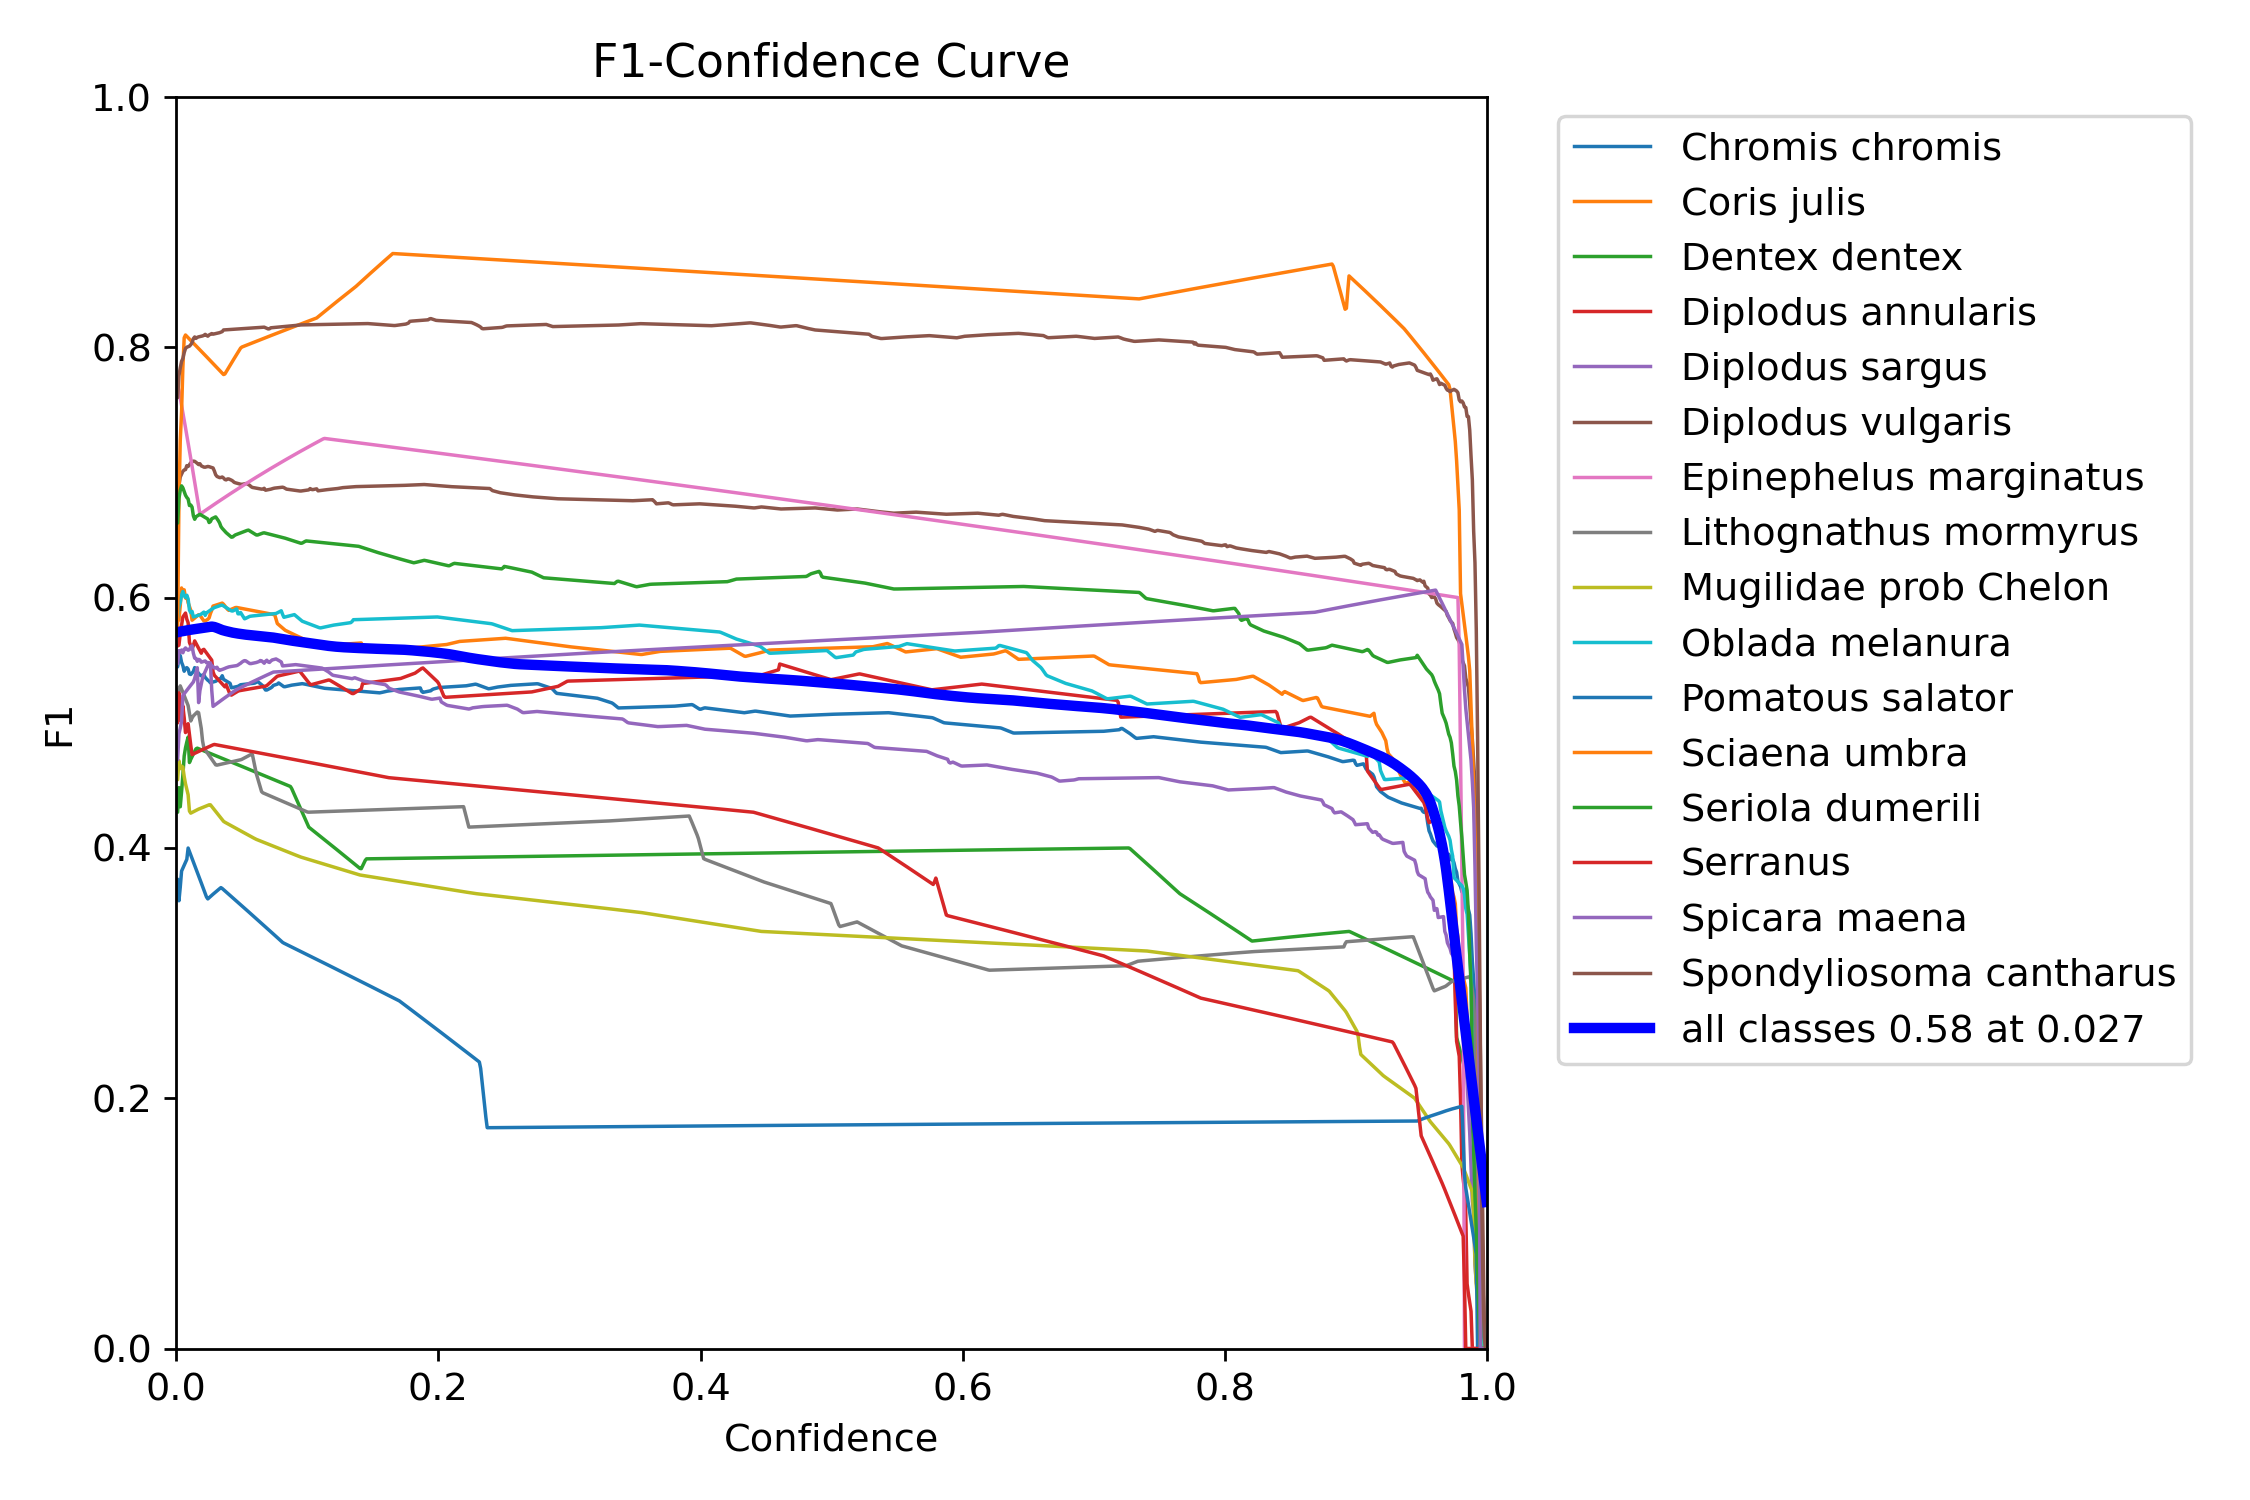 F1-Confidence Curve
1.0
0.8
0.6
0.4
0.2
0.0
F1
0.0 0.2 0.4 0.6 0.8 1.0
Confidence
Chromis chromis
Coris julis
Dentex dentex
Diplodus annularis
Diplodus sargus
Diplodus vulgaris
Epinephelus marginatus
Lithognathus mormyrus
Mugilidae prob Chelon
Oblada melanura
Pomatous salator
Sciaena umbra
Seriola dumerili
Serranus
Spicara maena
Spondyliosoma cantharus
all classes 0.58 at 0.027